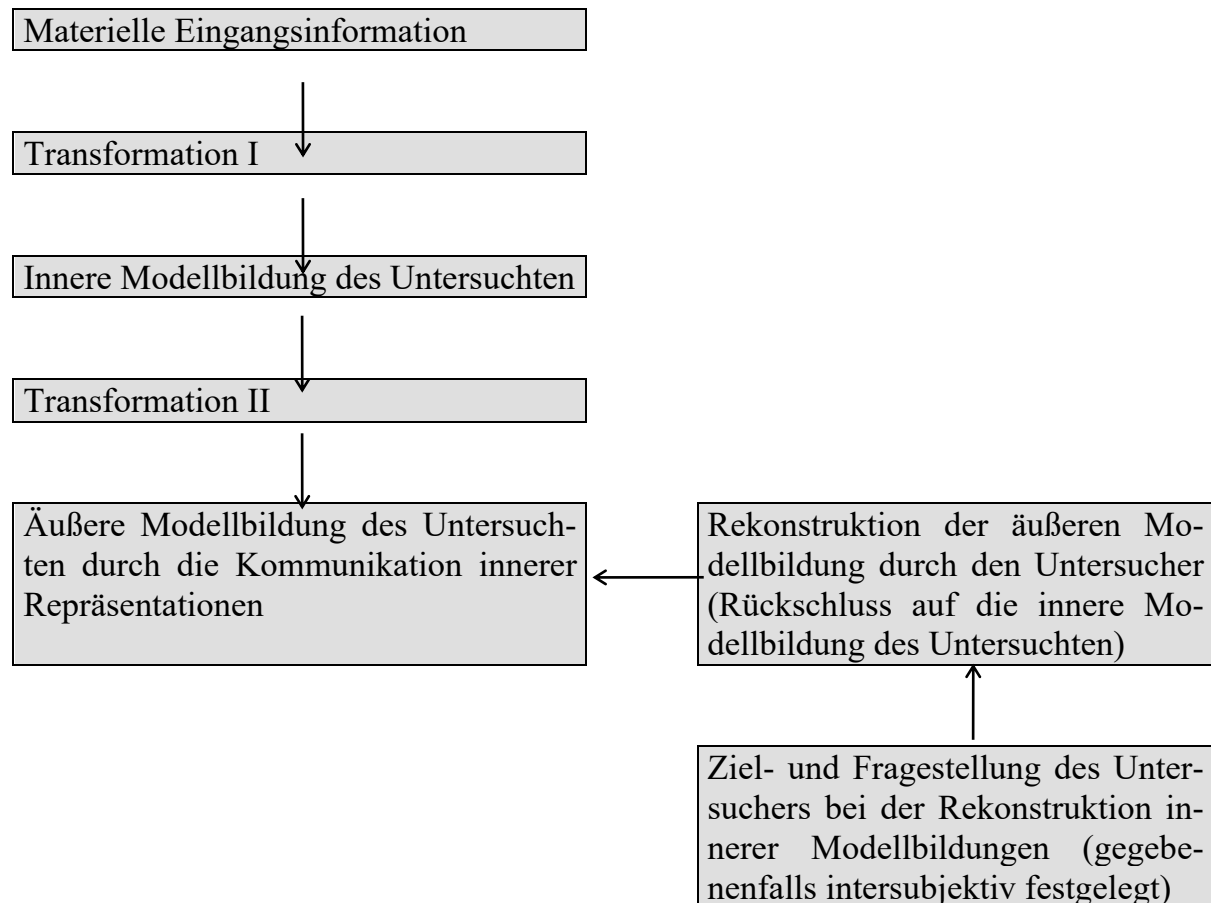 Materielle Eingangsinformation
Transformation I
Innere Modellbildung des Untersuchten
Transformation II
Äußere Modellbildung des Untersuch-
ten durch die Kommunikation innerer
Repräsentationen
Rekonstruktion der äußeren Mo-
dellbildung durch den Untersucher
(Rückschluss auf die innere Mo-
dellbildung des Untersuchten)
Ziel- und Fragestellung des Unter-
suchers bei der Rekonstruktion in-
nerer Modellbildungen (gegebe-
nenfalls intersubjektiv festgelegt)